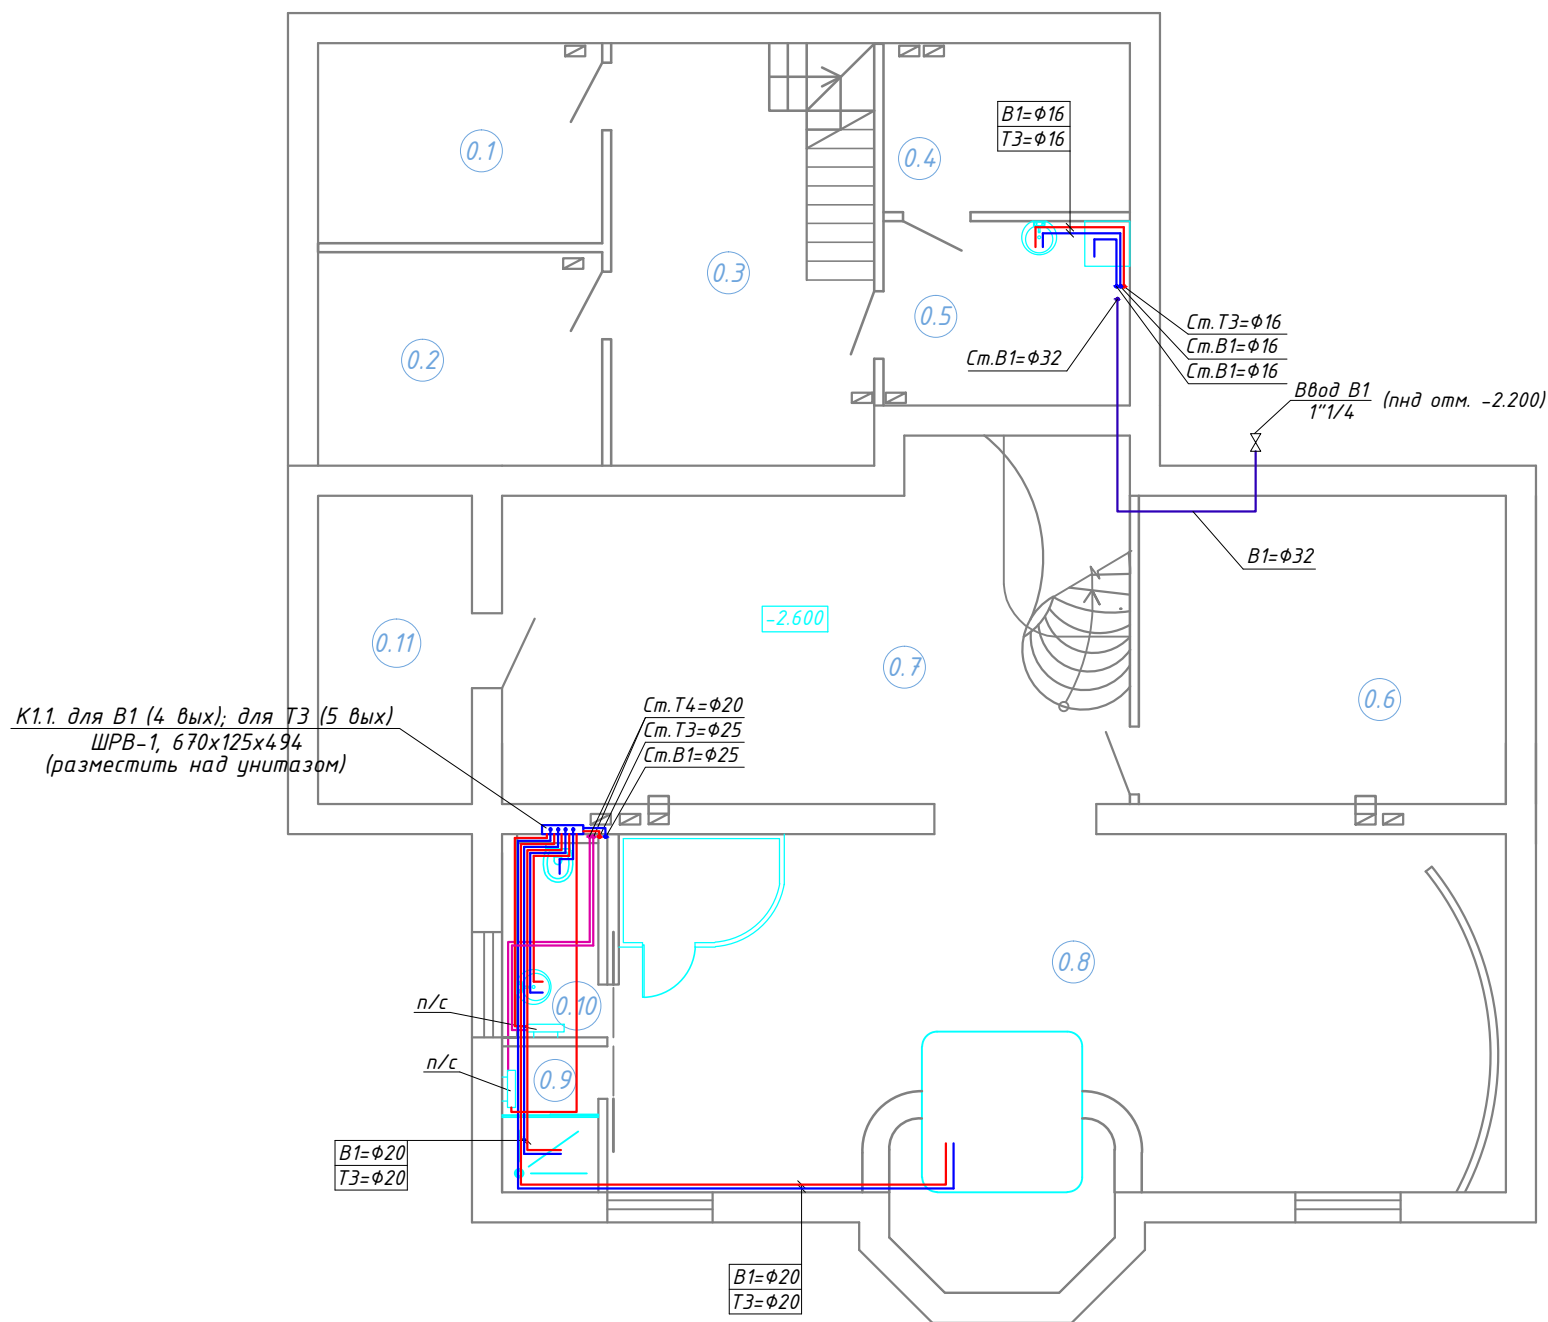 В1=Ф16
Т3=Ф16
0.1
0.4
0.3
0.5
0.2
Ст.Т3=Ф16
Ст.В1=Ф16
Ст.В1=Ф16
Ст.В1=Ф32
Ввод В1 (пнд отм. -2.200)
1"1/4
В1=Ф32
-2.600
0.11
0.7
0.6
К1.1. для В1 (4 вых); для Т3 (5 вых)
ШРВ-1, 670х125х494
(разместить над унитазом)
Ст.Т4=Ф20
Ст.Т3=Ф25
Ст.В1=Ф25
0.8
п/с
0.10
п/с
0.9
В1=Ф20
Т3=Ф20
В1=Ф20
Т3=Ф20